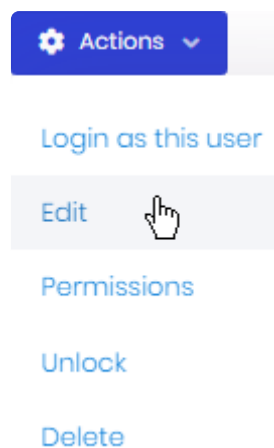 Actions
Login as this user
Edit
Permissions
Unlock
Delete